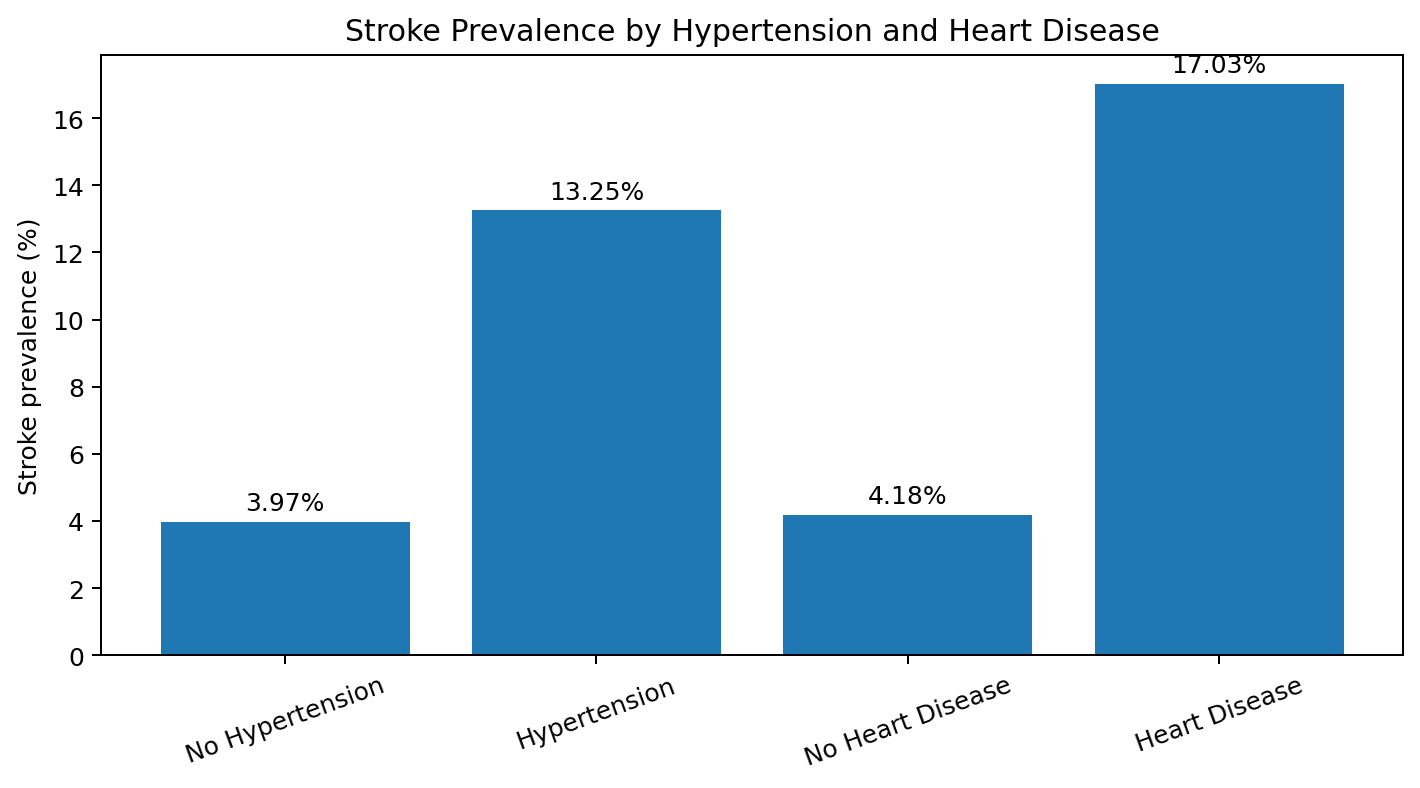 Stroke Prevalence by Hypertension and Heart Disease
Stroke prevalence (%)
16
14
12
10
8
6
4
2
0
3.97%
13.25%
4.18%
17.03%
No Hypertension
Hypertension
No Heart Disease
Heart Disease